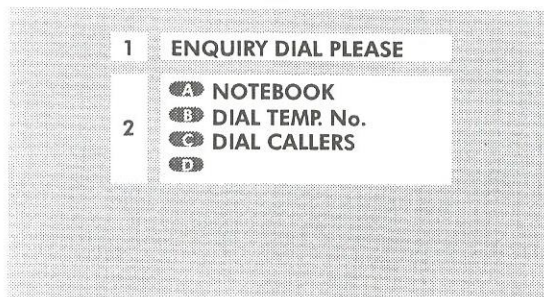 1 ENQUIRY DIAL PLEASE
2
A NOTEBOOK
B DIAL TEMP. No.
C DIAL CALLERS
D